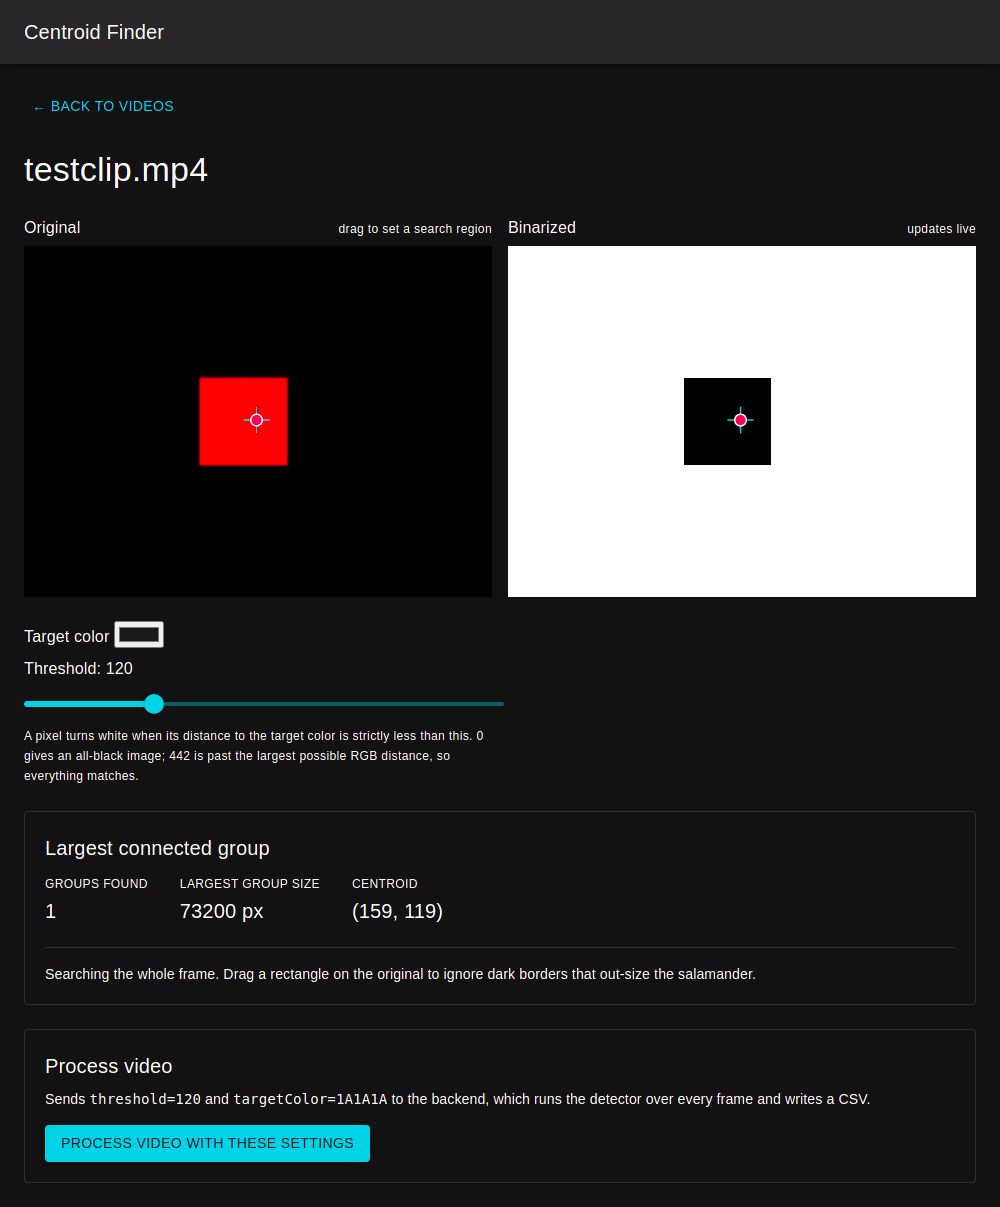 Centroid Finder
← BACK TO VIDEOS
testclip.mp4
Original
drag to set a search region
Binarized
updates live
Target color
Threshold: 120
A pixel turns white when its distance to the target color is strictly less than this. 0
gives an all-black image; 442 is past the largest possible RGB distance, so
everything matches.
Largest connected group
GROUPS FOUND
1
LARGEST GROUP SIZE
73200 px
CENTROID
(159, 119)
Searching the whole frame. Drag a rectangle on the original to ignore dark borders that out-size the salamander.
Process video
Sends threshold=120 and targetColor=1A1A1A to the backend, which runs the detector over every frame and writes a CSV.
PROCESS VIDEO WITH THESE SETTINGS